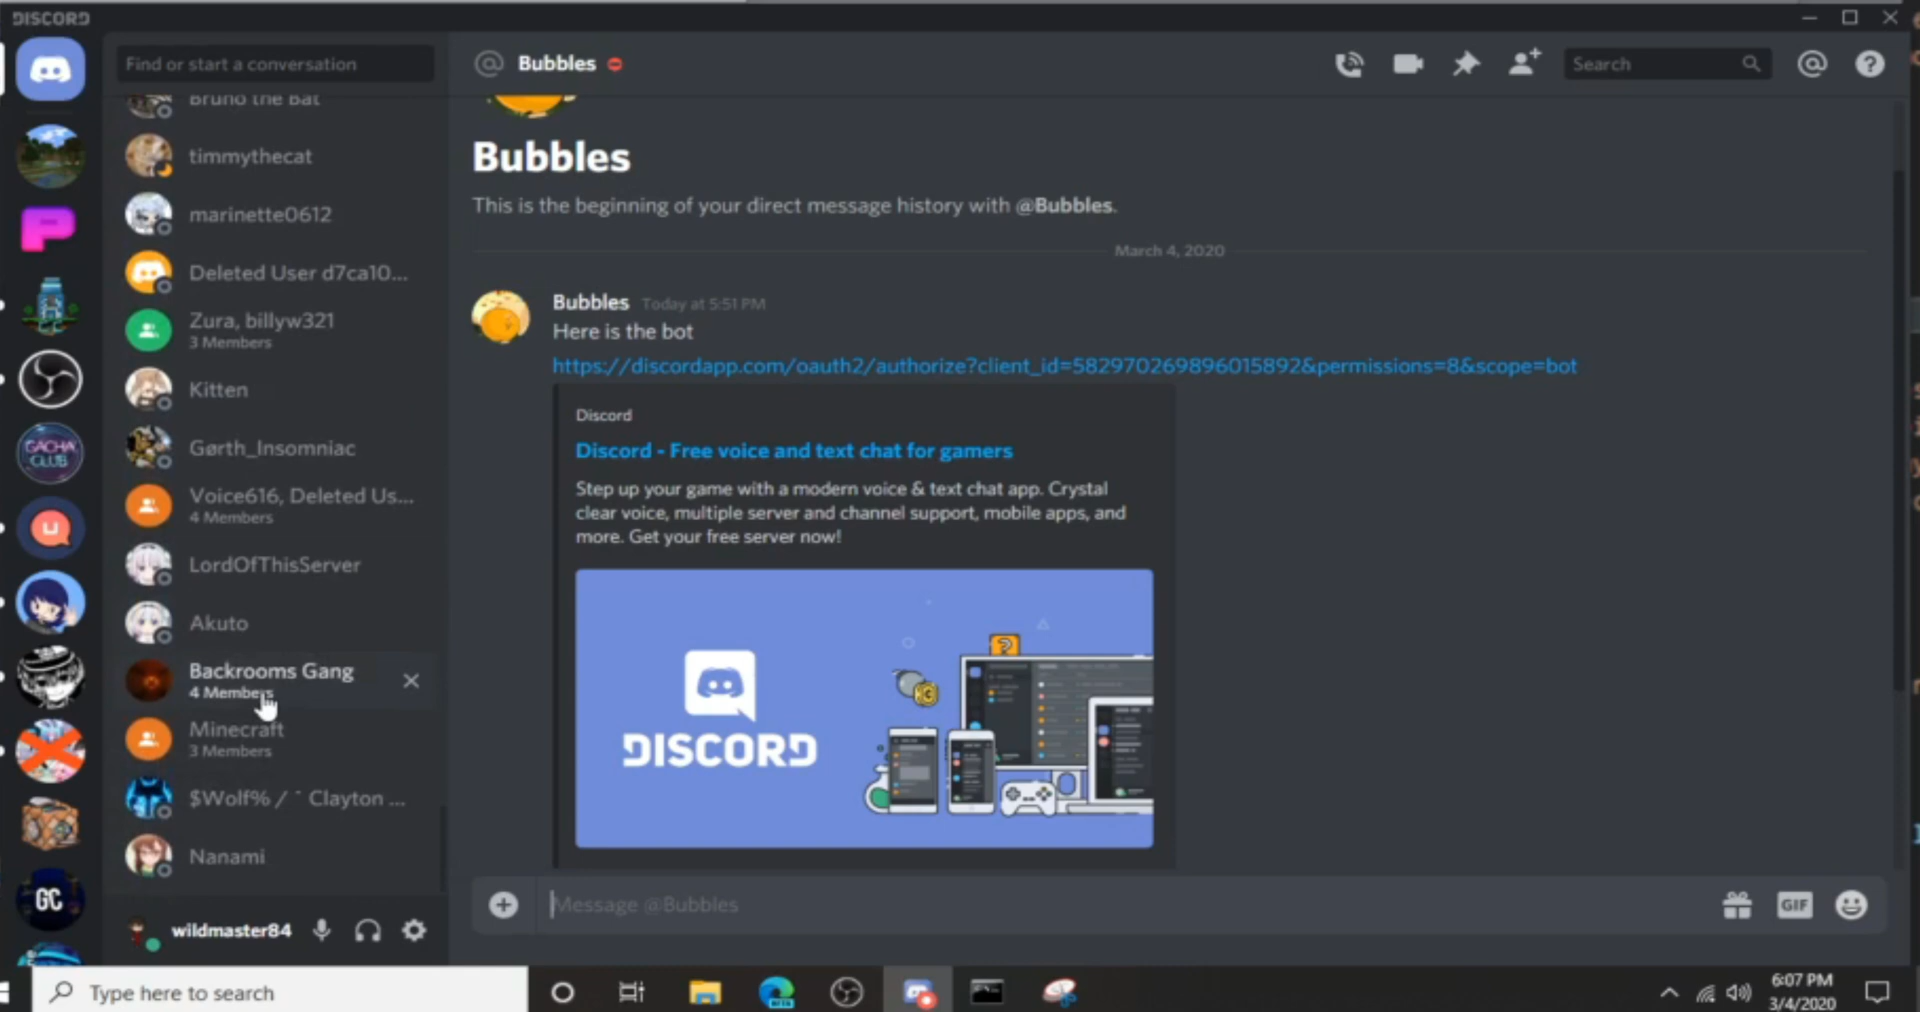 DISCORD
Find or start a conversation
Bubbles
Search
Bruno the Bat
timmythecat
marinette0612
Deleted User d7ca10...
Zura, billyw321
3 Members
Kitten
Gørth_Insomniac
Voice616, Deleted Us...
4 Members
LordOfThisServer
Akuto
Backrooms Gang
4 Members
Minecraft
3 Members
$Wolf% / ˆ Clayton ...
Nanami
wildmaster84
GACHA
CLUB
GC
Bubbles
This is the beginning of your direct message history with @Bubbles.
March 4, 2020
Bubbles Today at 5:51 PM
Here is the bot
https://discordapp.com/oauth2/authorize?client_id=582970269896015892&permissions=8&scope=bot
Discord
Discord - Free voice and text chat for gamers
Step up your game with a modern voice & text chat app. Crystal
clear voice, multiple server and channel support, mobile apps, and
more. Get your free server now!
DISCORD
Message @Bubbles
GIF
Type here to search
6:07 PM
3/4/2020